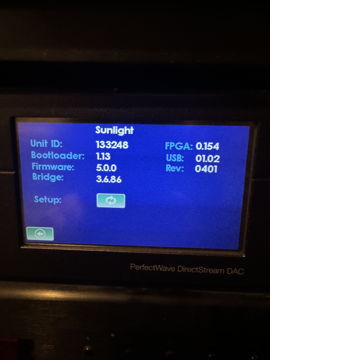 Sunlight
Unit ID: 133248 FPGA: 0.154
Bootloader: 1.13 USB: 01.02
Firmware: 5.0.0 Rev: 0401
Bridge: 3.6.86
Setup:
PerfectWave DirectStream DAC